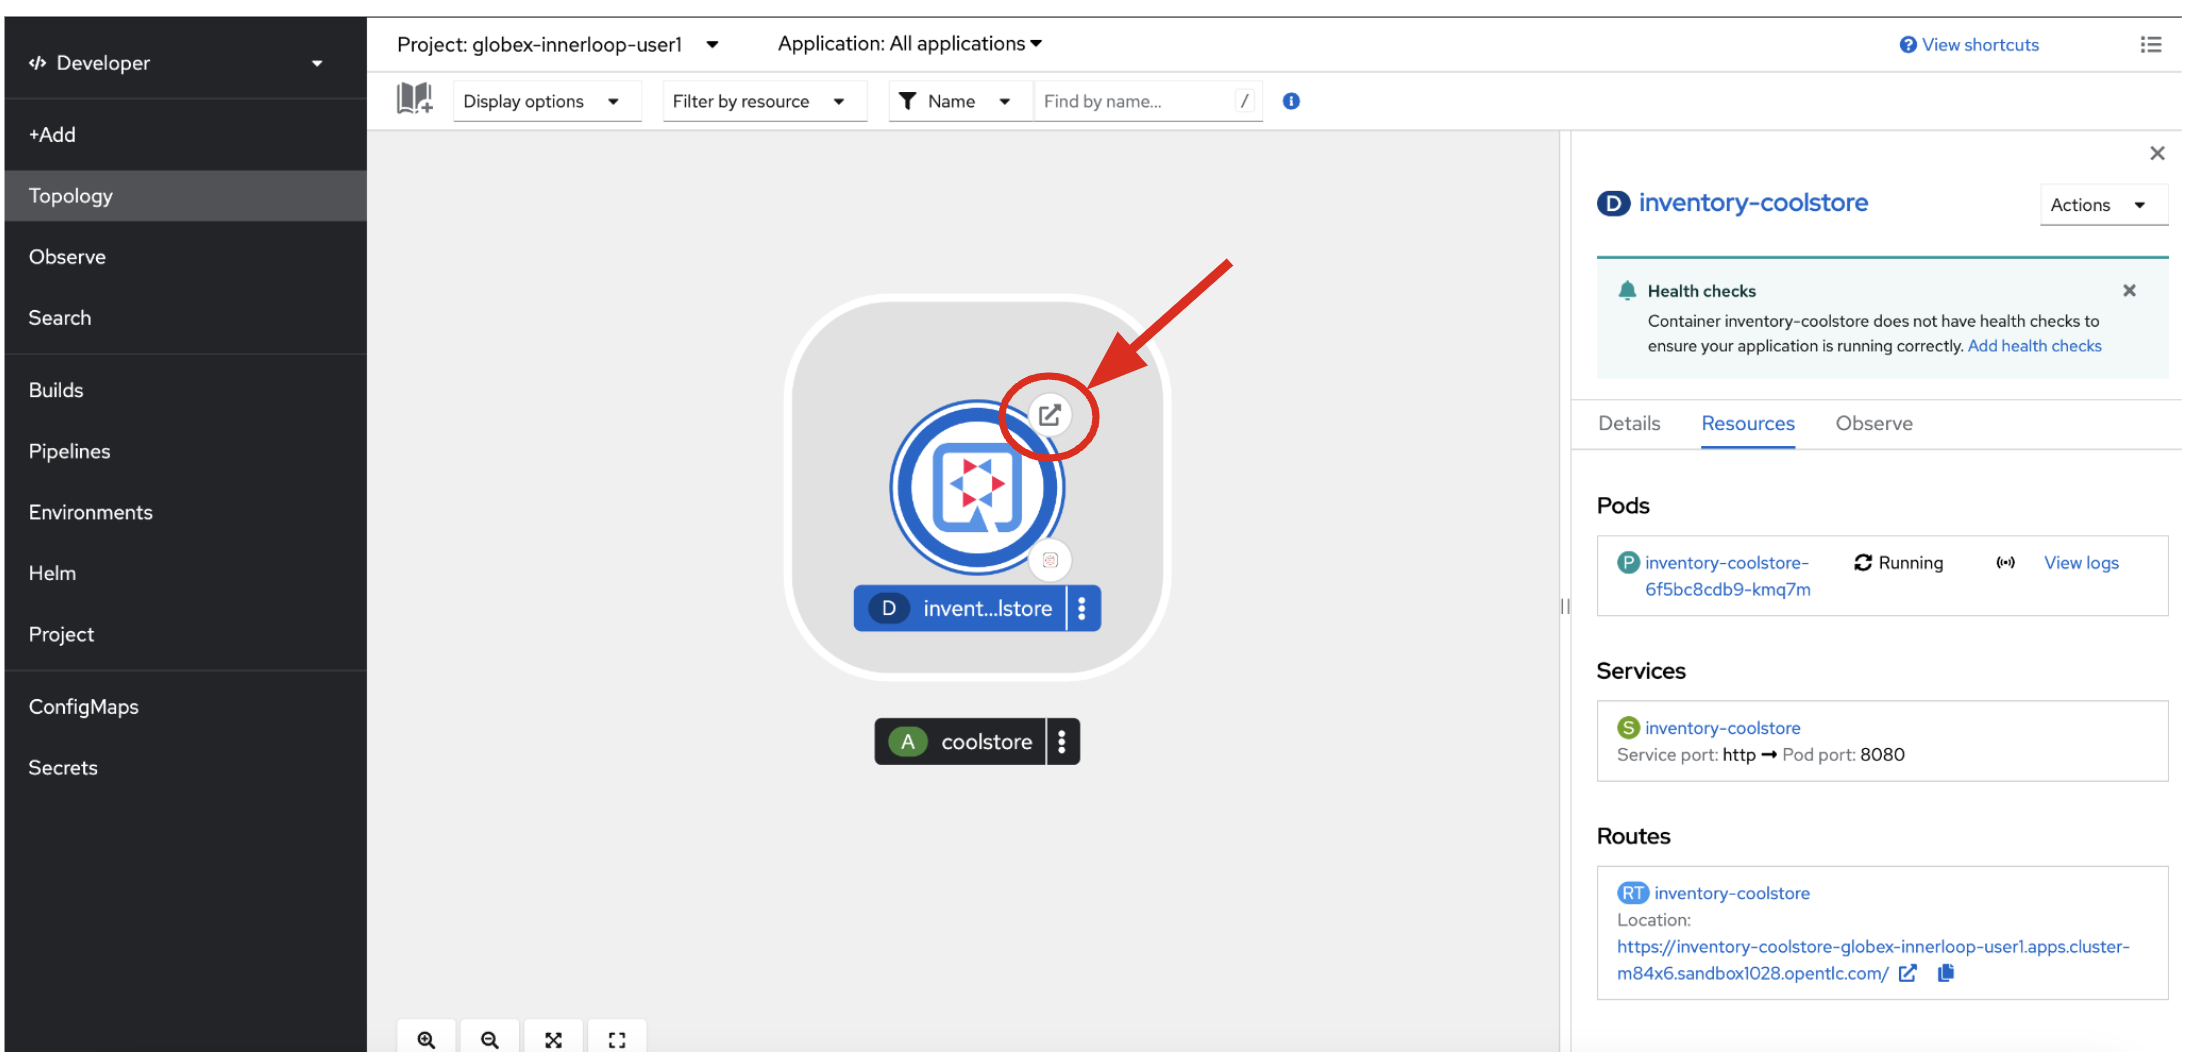 Developer
+Add
Topology
Observe
Search
Builds
Pipelines
Environments
Helm
Project
ConfigMaps
Secrets
Project: globex-innerloop-user1
Application: All applications
View shortcuts
Display options
Filter by resource
Name
Find by name...
/
D invent...lstore
A coolstore
D inventory-coolstore
Actions
Health checks
Container inventory-coolstore does not have health checks to
ensure your application is running correctly. Add health checks
Details Resources Observe
Pods
P inventory-coolstore-
6f5bc8cdb9-kmq7m
Running
View logs
Services
S inventory-coolstore
Service port: http → Pod port: 8080
Routes
RT inventory-coolstore
Location:
https://inventory-coolstore-globex-innerloop-user1.apps.cluster-
m84x6.sandbox1028.opentlc.com/